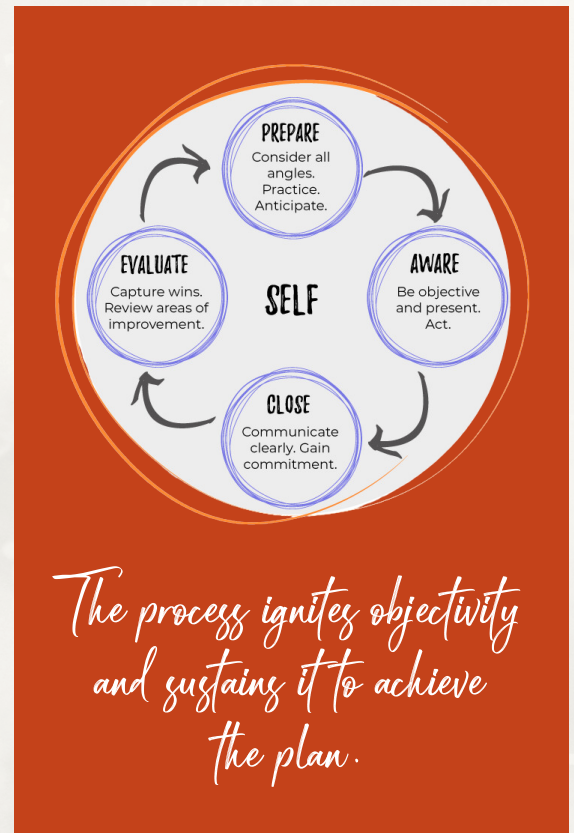 PREPARE
Consider all
angles.
Practice.
Anticipate.
EVALUATE
Capture wins.
Review areas of
improvement.
SELF
AWARE
Be objective
and present.
Act.
CLOSE
Communicate
clearly. Gain
commitment.
The process ignites objectivity
and sustains it to achieve
the plan.